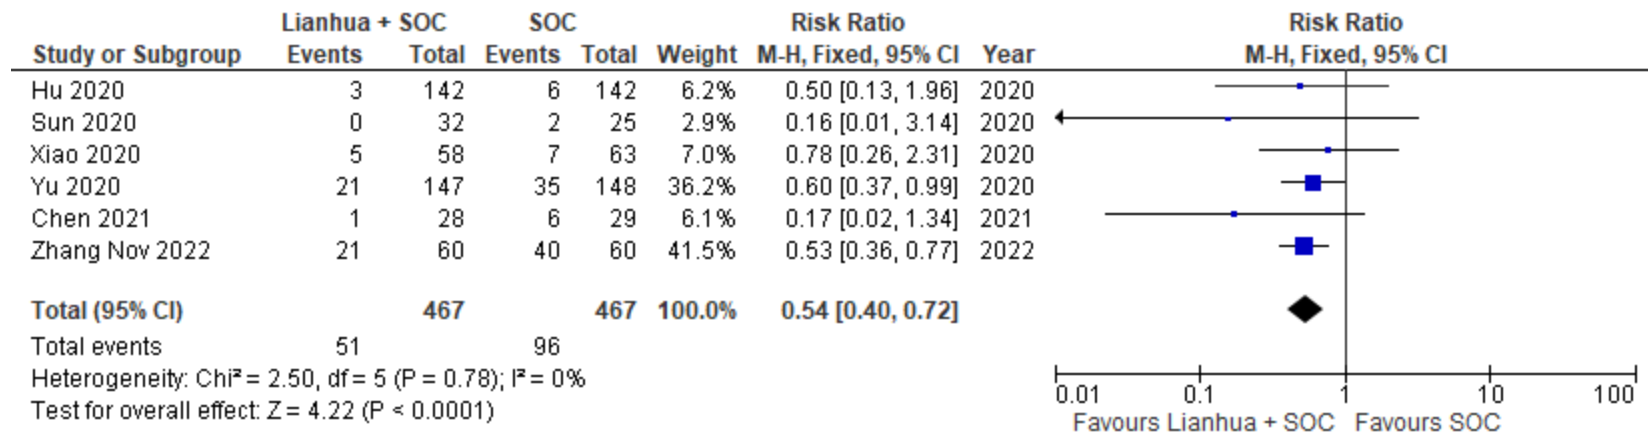 Lianhua + SOC SOC Risk Ratio Risk Ratio
Study or Subgroup Events Total Events Total Weight M-H, Fixed, 95% CI Year M-H, Fixed, 95% CI
Hu 2020 3 142 6 142 6.2% 0.50 [0.13, 1.96] 2020
Sun 2020 0 32 2 25 2.9% 0.16 [0.01, 3.14] 2020
Xiao 2020 5 58 7 63 7.0% 0.78 [0.26, 2.31] 2020
Yu 2020 21 147 35 148 36.2% 0.60 [0.37, 0.99] 2020
Chen 2021 1 28 6 29 6.1% 0.17 [0.02, 1.34] 2021
Zhang Nov 2022 21 60 40 60 41.5% 0.53 [0.36, 0.77] 2022
Total (95% CI) 467 467 100.0% 0.54 [0.40, 0.72]
Total events 51 96
Heterogeneity: Chi² = 2.50, df = 5 (P = 0.78); I² = 0%
Test for overall effect: Z = 4.22 (P < 0.0001)
0.01 0.1 1 10 100
Favours Lianhua + SOC Favours SOC